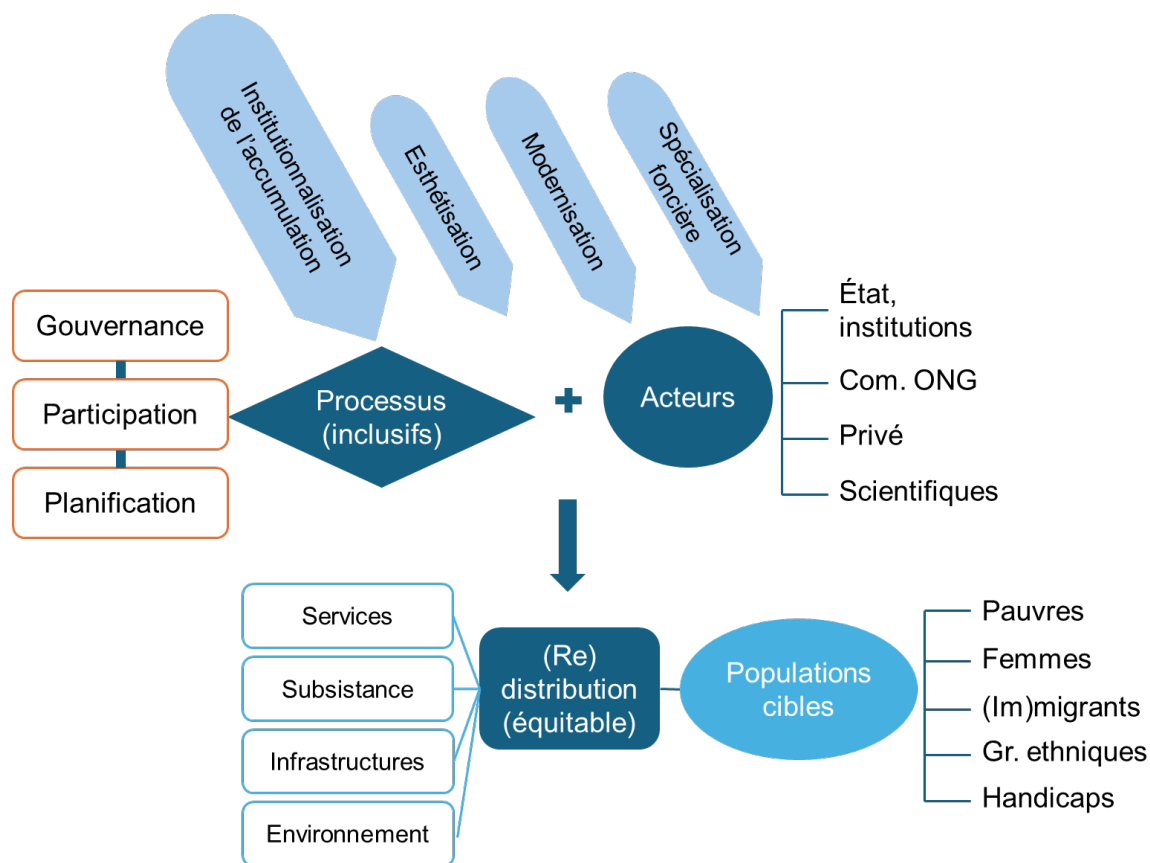 Institutionnalisation
de l'accumulation
Esthétisation
Modernisation
Spécialisation
foncière
Gouvernance
Participation
Planification
Processus
(inclusifs)
Acteurs
État,
institutions
Com. ONG
Privé
Scientifiques
Services
Subsistance
Infrastructures
Environnement
(Re)
distribution
(équitable)
Populations
cibles
Pauvres
Femmes
(Im)migrants
Gr. ethniques
Handicaps